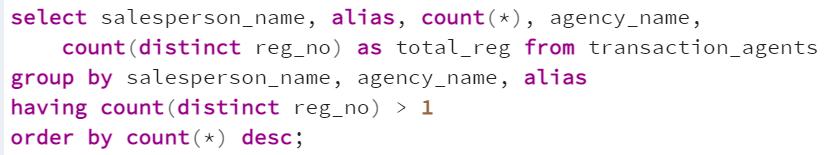 select salesperson_name, alias, count(*), agency_name,
    count(distinct reg_no) as total_reg from transaction_agents
group by salesperson_name, agency_name, alias
having count(distinct reg_no) > 1
order by count(*) desc;